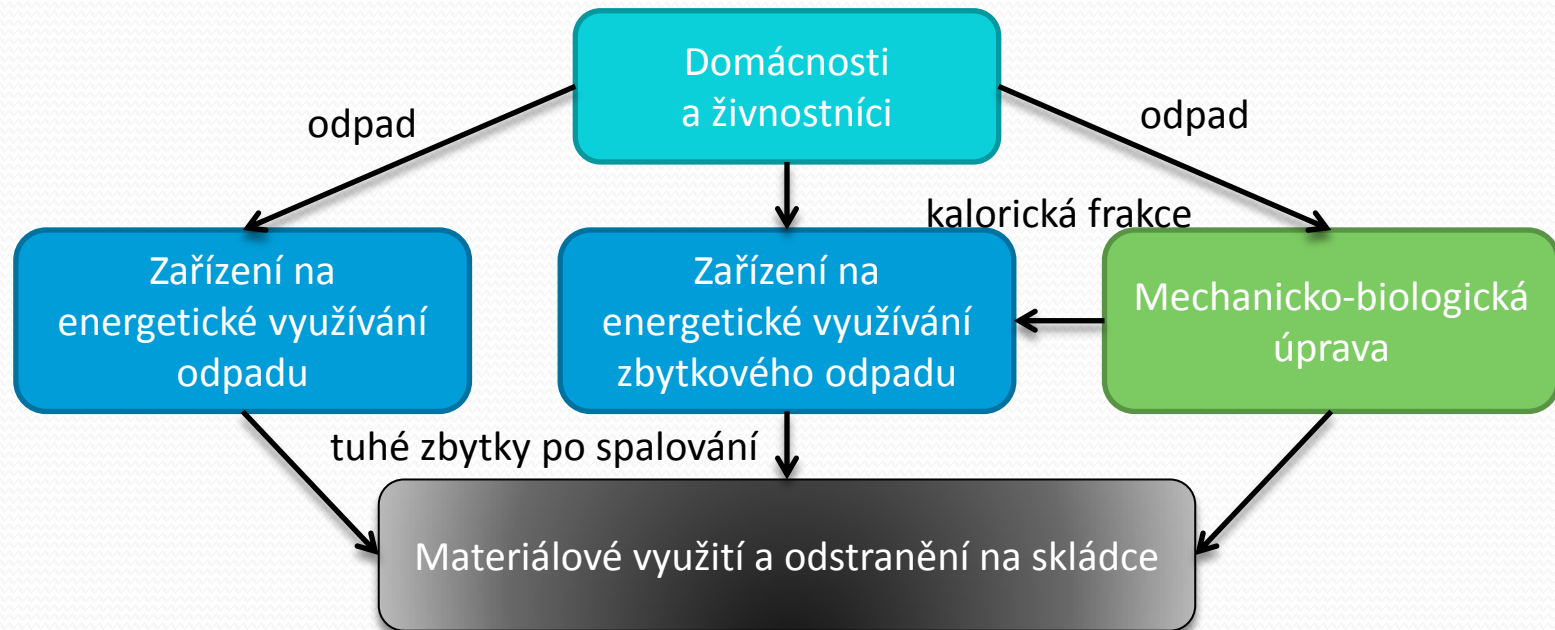 Domácnosti
a živnostníci
odpad
odpad
kalorická frakce
Zařízení na
energetické využívání
odpadu
Zařízení na
energetické využívání
zbytkového odpadu
Mechanicko-biologická
úprava
tuhé zbytky po spalování
Materiálové využití a odstranění na skládce